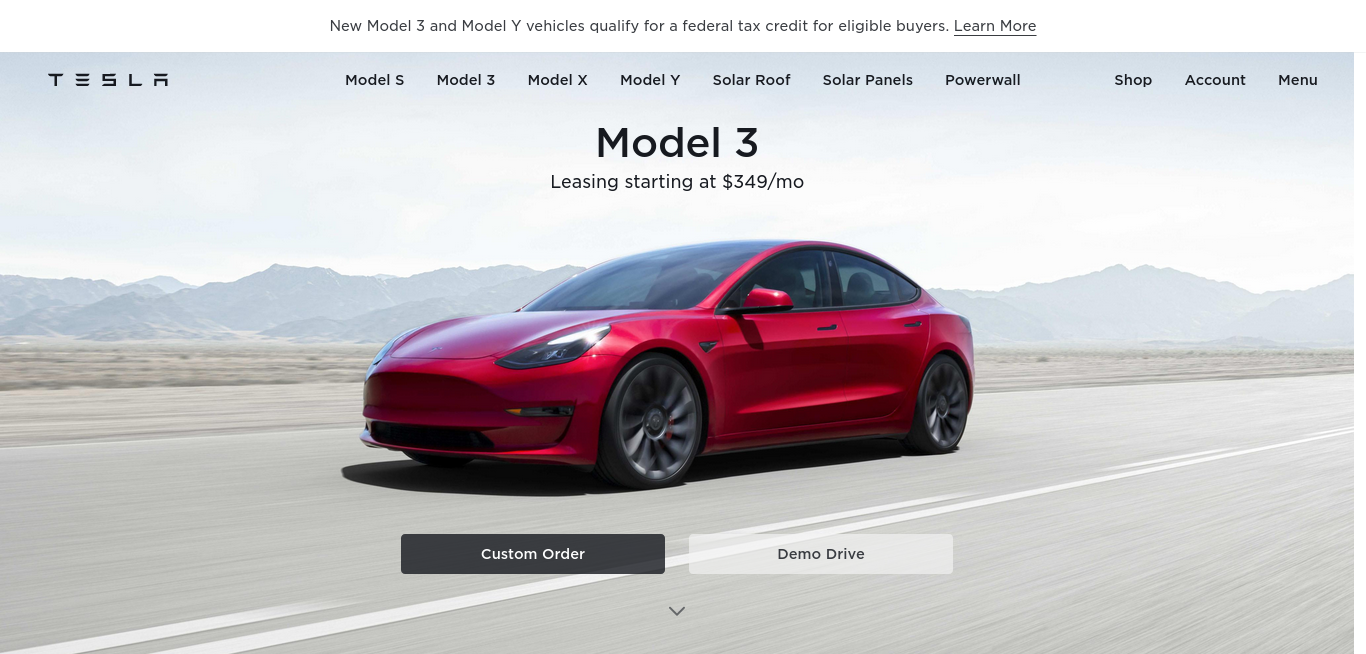 New Model 3 and Model Y vehicles qualify for a federal tax credit for eligible buyers. Learn More
TESLA Model S Model 3 Model X Model Y Solar Roof Solar Panels Powerwall Shop Account Menu
Model 3
Leasing starting at $349/mo
Custom Order Demo Drive